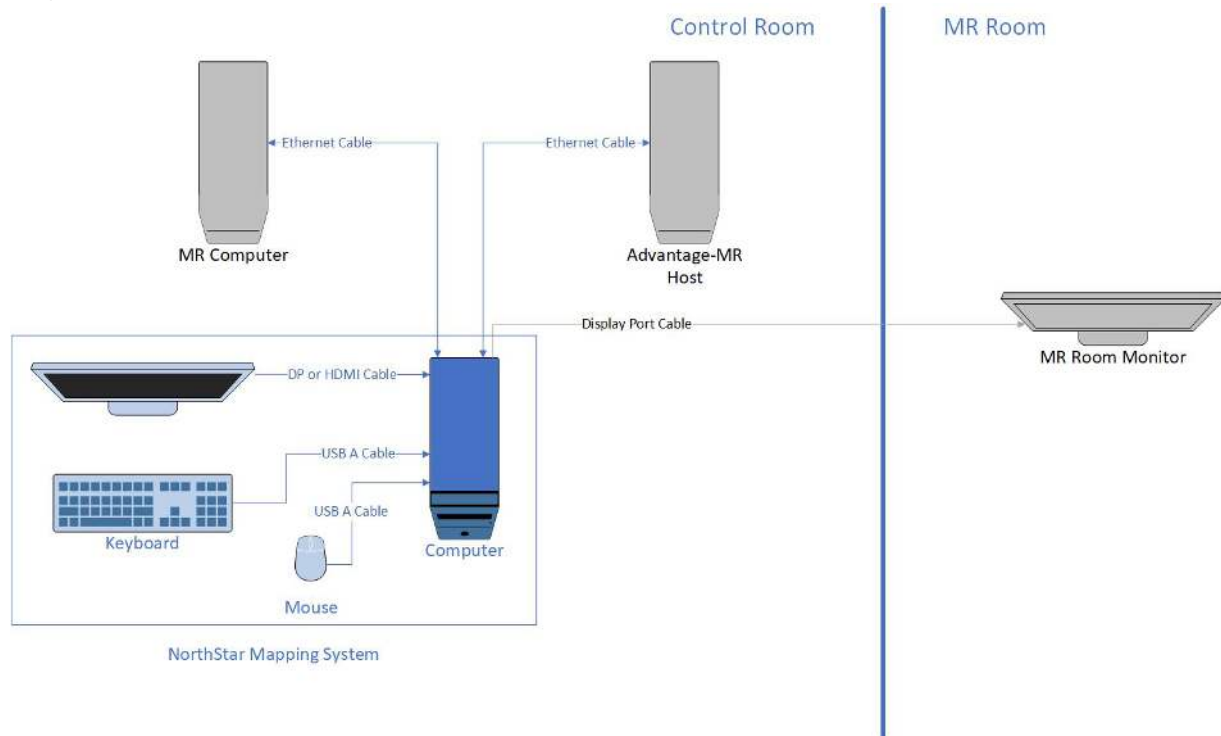 Control Room
MR Room
Ethernet Cable
Ethernet Cable
MR Computer
Advantage-MR
Host
Display Port Cable
MR Room Monitor
DP or HDMI Cable
USB A Cable
USB A Cable
Keyboard
Computer
Mouse
NorthStar Mapping System